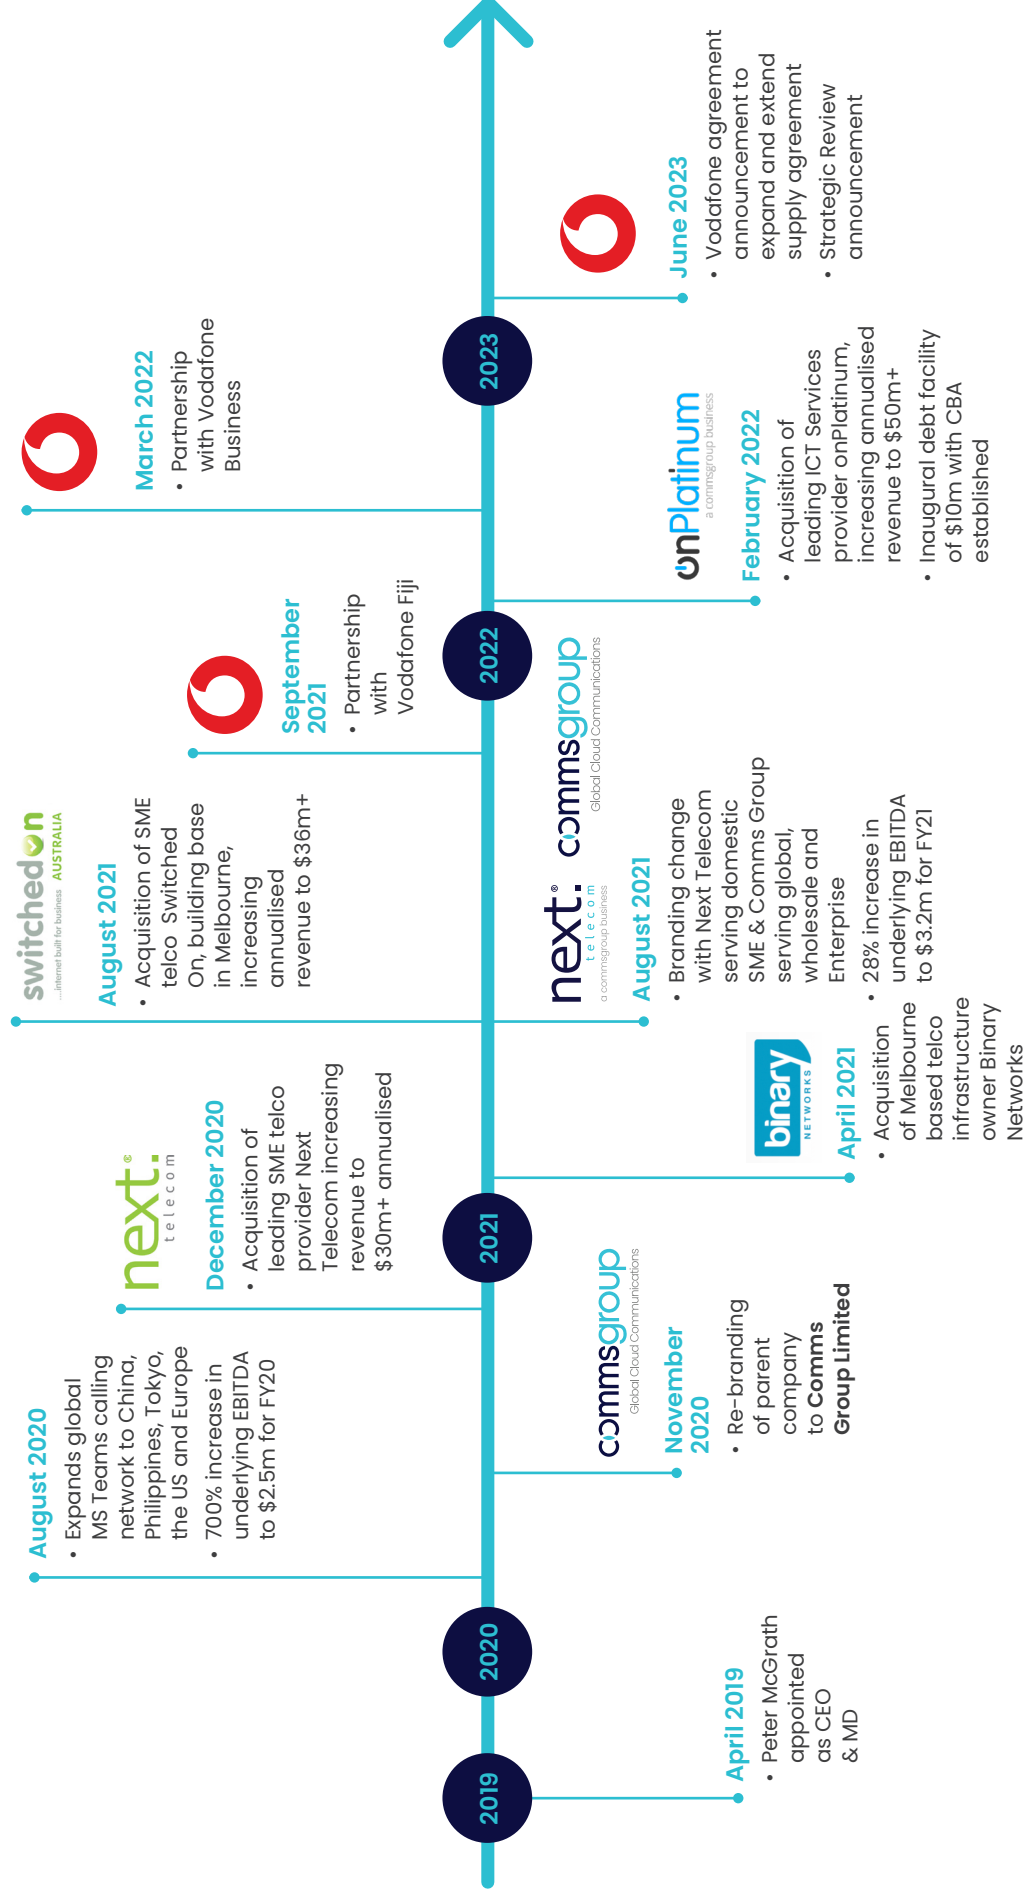 2019
April 2019
• Peter McGrath
appointed
as CEO
& MD
2020
August 2020
• Expands global
MS Teams calling
network to China,
Philippines, Tokyo,
the US and Europe
• 700% increase in
underlying EBITDA
to $2.5m for FY20
commsgroup
Global Cloud Communications
November
2020
• Re-branding
of parent
company
to Comms
Group Limited
next.®
telecom
December 2020
• Acquisition of
leading SME telco
provider Next
Telecom increasing
revenue to
$30m+ annualised
2021
binary
NETWORKS
April 2021
• Acquisition
of Melbourne
based telco
infrastructure
owner Binary
Networks
switchedon
....internet built for business AUSTRALIA
August 2021
• Acquisition of SME
telco Switched
On, building base
in Melbourne,
increasing
annualised
revenue to $36m+
next.®
telecom
a commsgroup business
commsgroup
Global Cloud Communications
August 2021
• Branding change
with Next Telecom
serving domestic
SME & Comms Group
serving global,
wholesale and
Enterprise
• 28% increase in
underlying EBITDA
to $3.2m for FY21
September
2021
• Partnership
with
Vodafone Fiji
2022
onPlatinum
a commsgroup business
February 2022
• Acquisition of
leading ICT Services
provider onPlatinum,
increasing annualised
revenue to $50m+
• Inaugural debt facility
of $10m with CBA
established
March 2022
• Partnership
with Vodafone
Business
2023
June 2023
• Vodafone agreement
announcement to
expand and extend
supply agreement
• Strategic Review
announcement